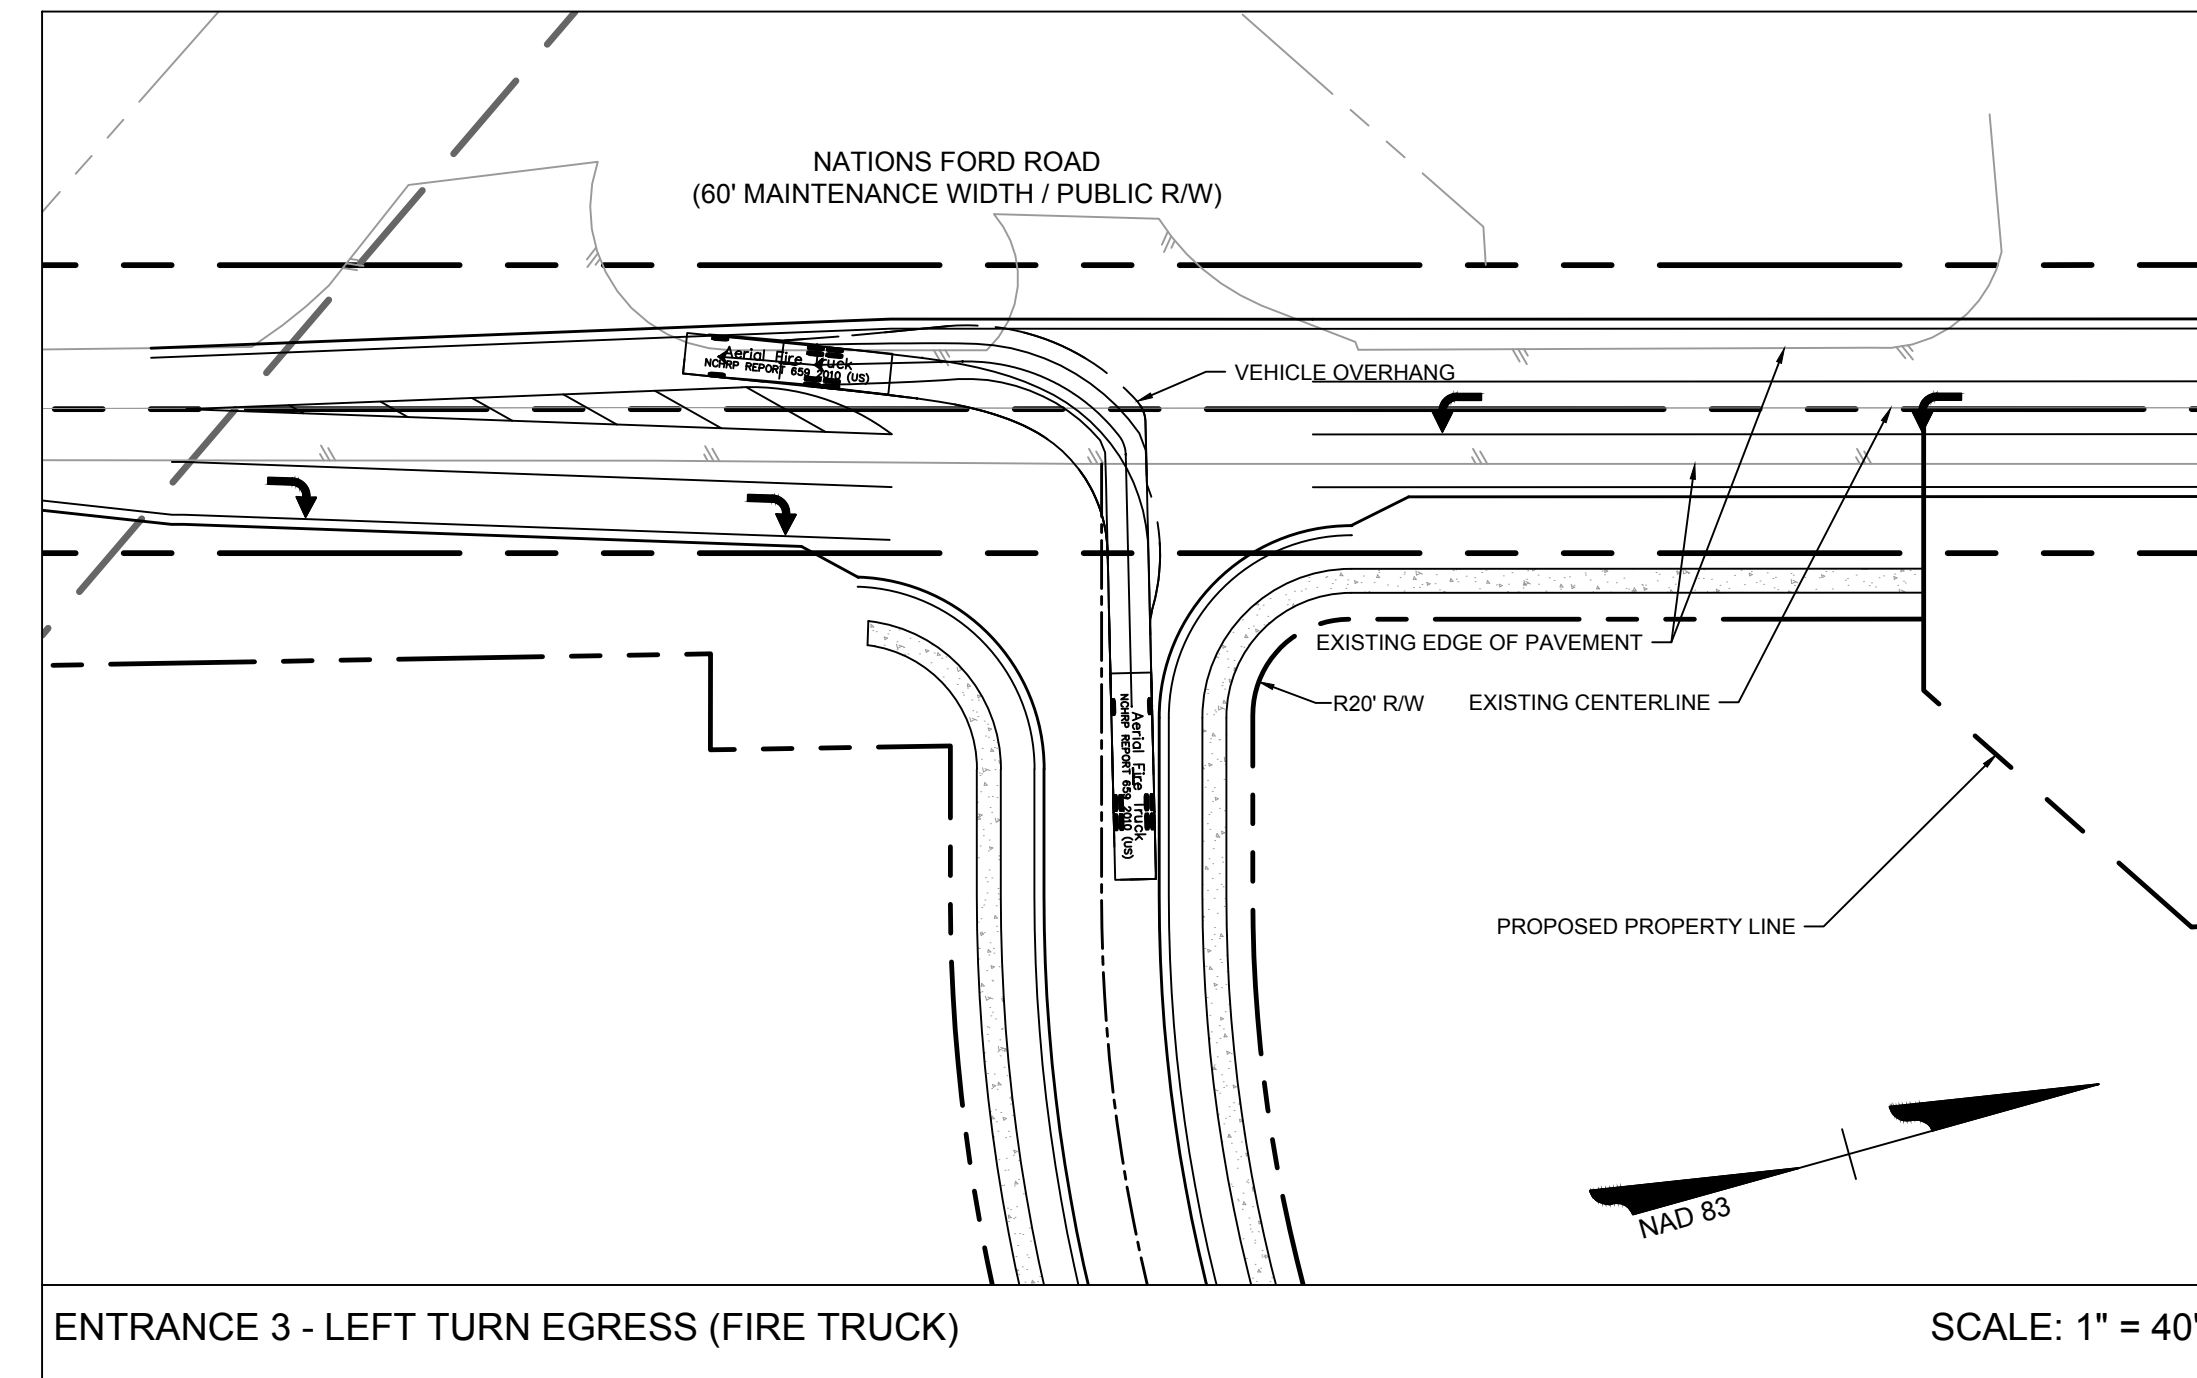 NATIONS FORD ROAD
(60' MAINTENANCE WIDTH / PUBLIC R/W)
Aerial Fire Truck
NCHRP REPORT 659 2010 (US)
VEHICLE OVERHANG
EXISTING EDGE OF PAVEMENT
R20' R/W
EXISTING CENTERLINE
Aerial Fire Truck
NCHRP REPORT 659 2010 (US)
PROPOSED PROPERTY LINE
NAD 83
ENTRANCE 3 - LEFT TURN EGRESS (FIRE TRUCK)
SCALE: 1" = 40'